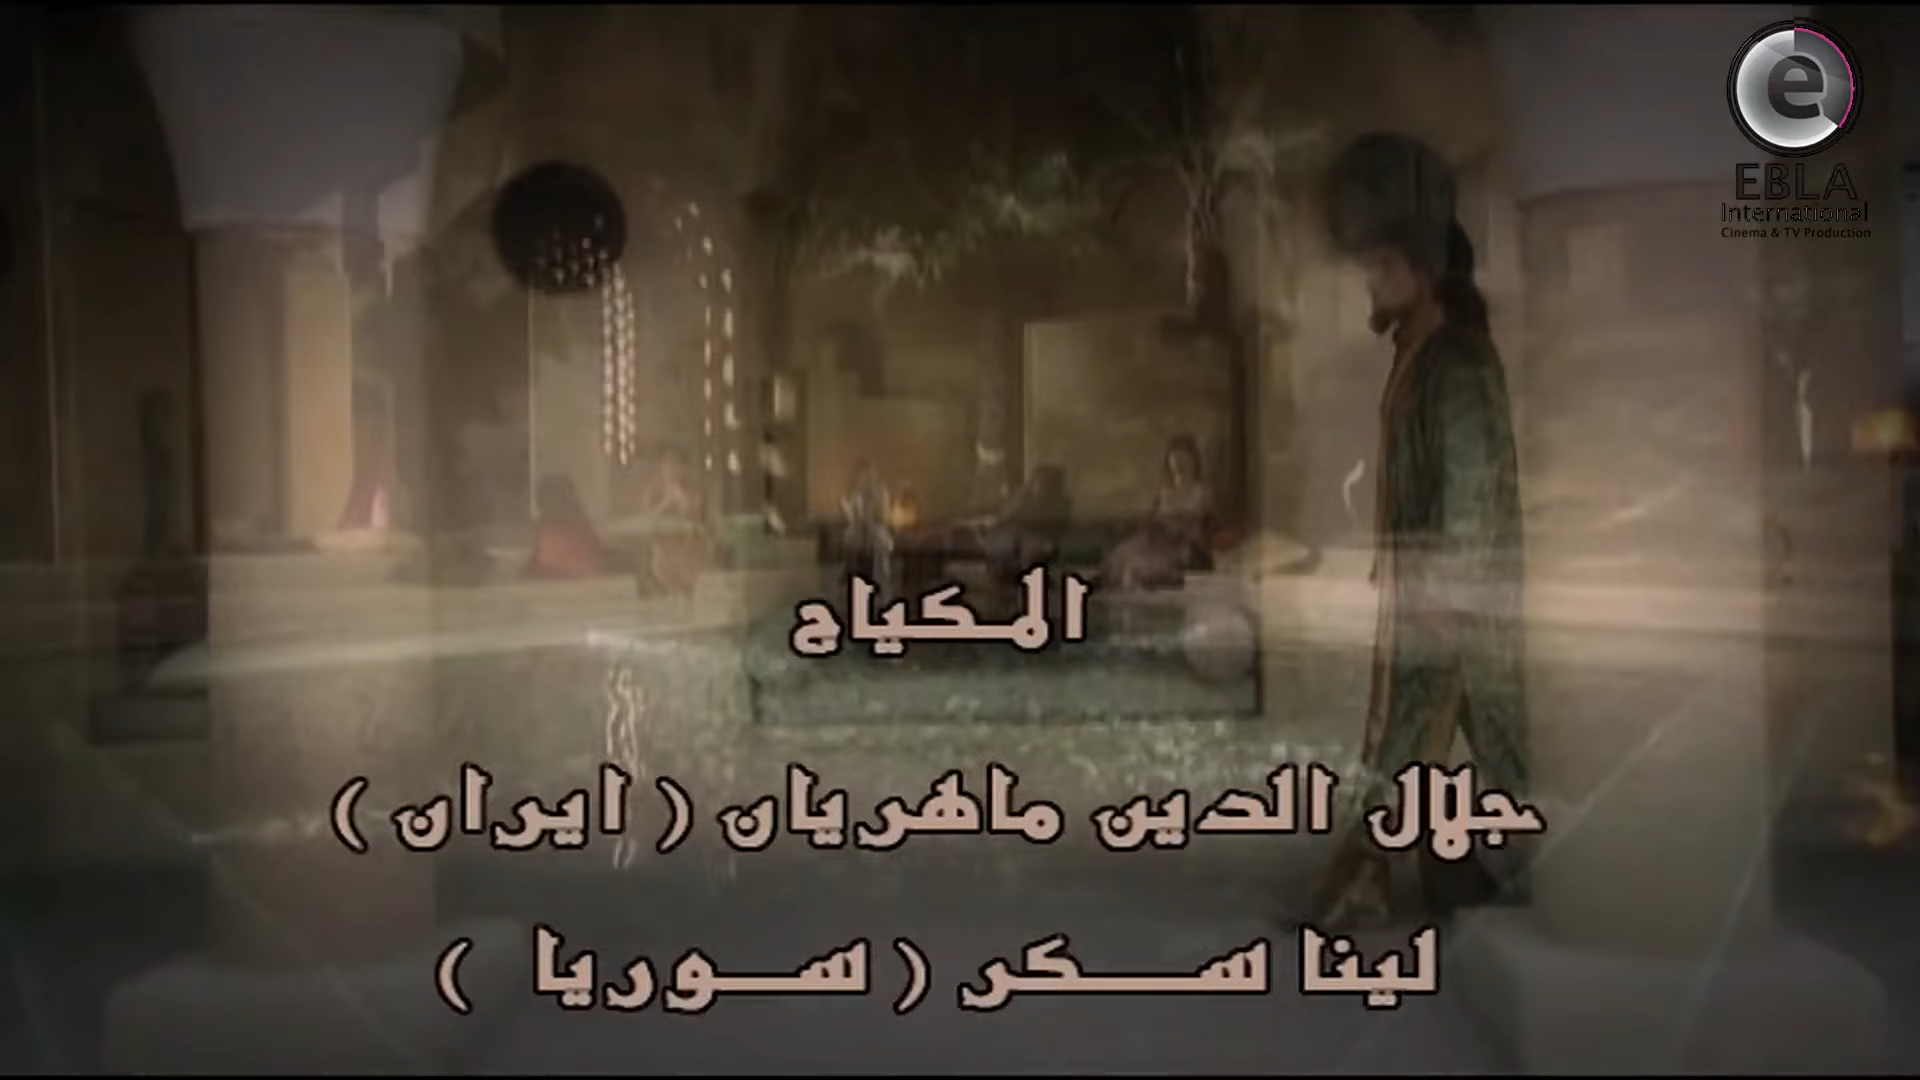 EBLA
International
Cinema & TV Production
المكياج
جلال الدين ماهريان ( ايران )
لينا سكر ( سوريا )